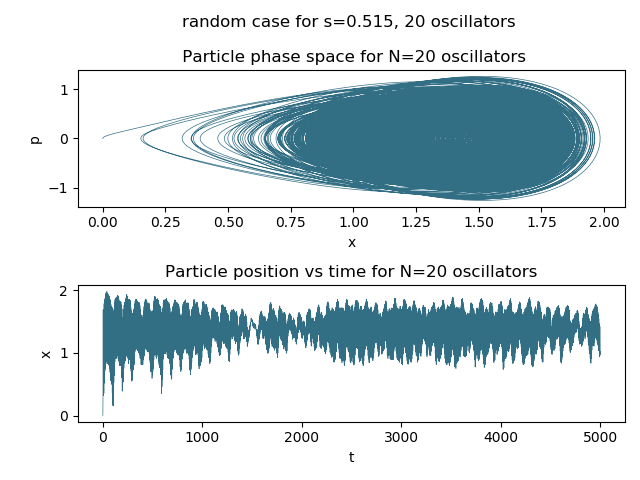 random case for s=0.515, 20 oscillators
Particle phase space for N=20 oscillators
p
1
0
−1
0.00 0.25 0.50 0.75 1.00 1.25 1.50 1.75 2.00
x
Particle position vs time for N=20 oscillators
x
2
1
0
0 1000 2000 3000 4000 5000
t